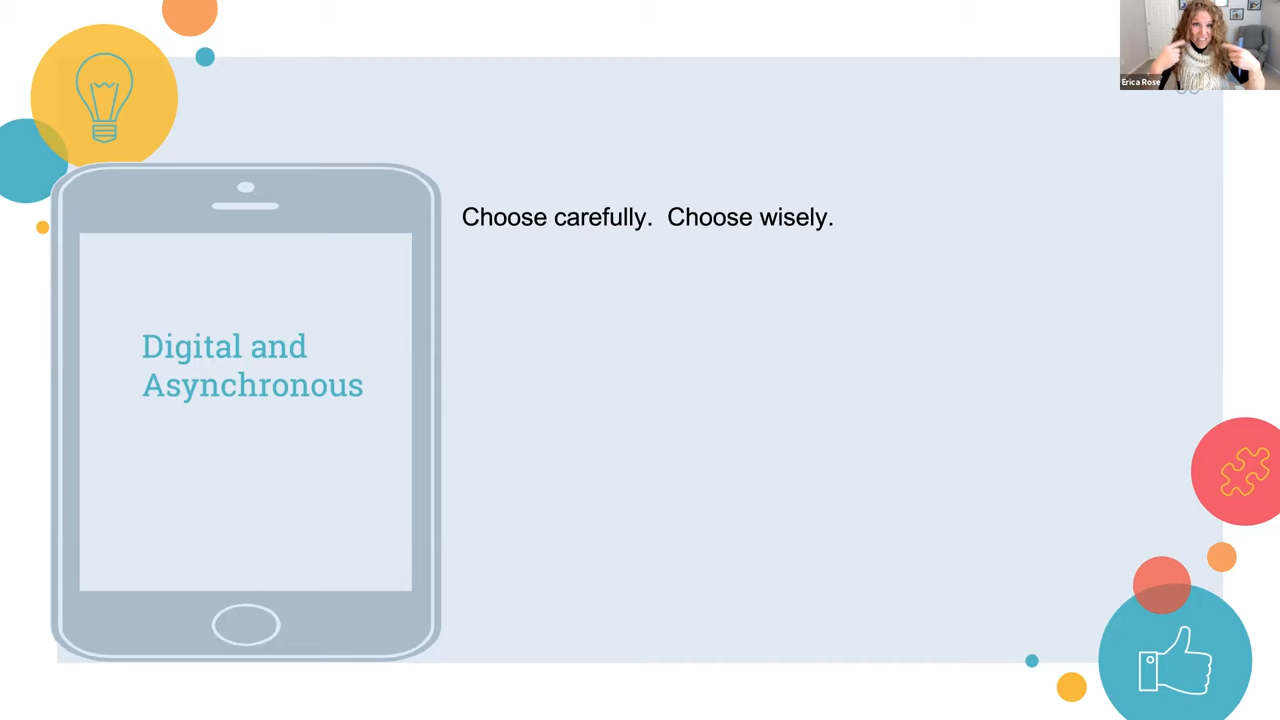 Erica Rose
Choose carefully.  Choose wisely.
Digital and
Asynchronous